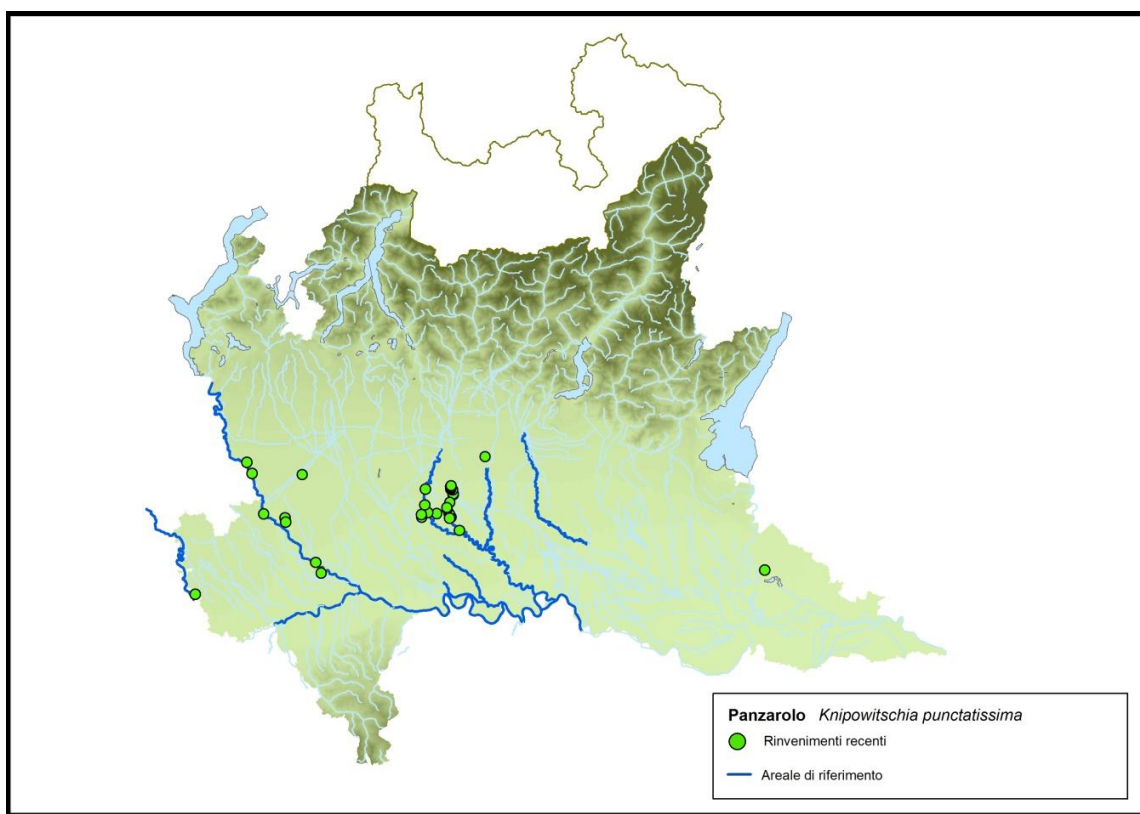 Panzarolo Knipowitschia punctatissima
Rinvenimenti recenti
Areale di riferimento